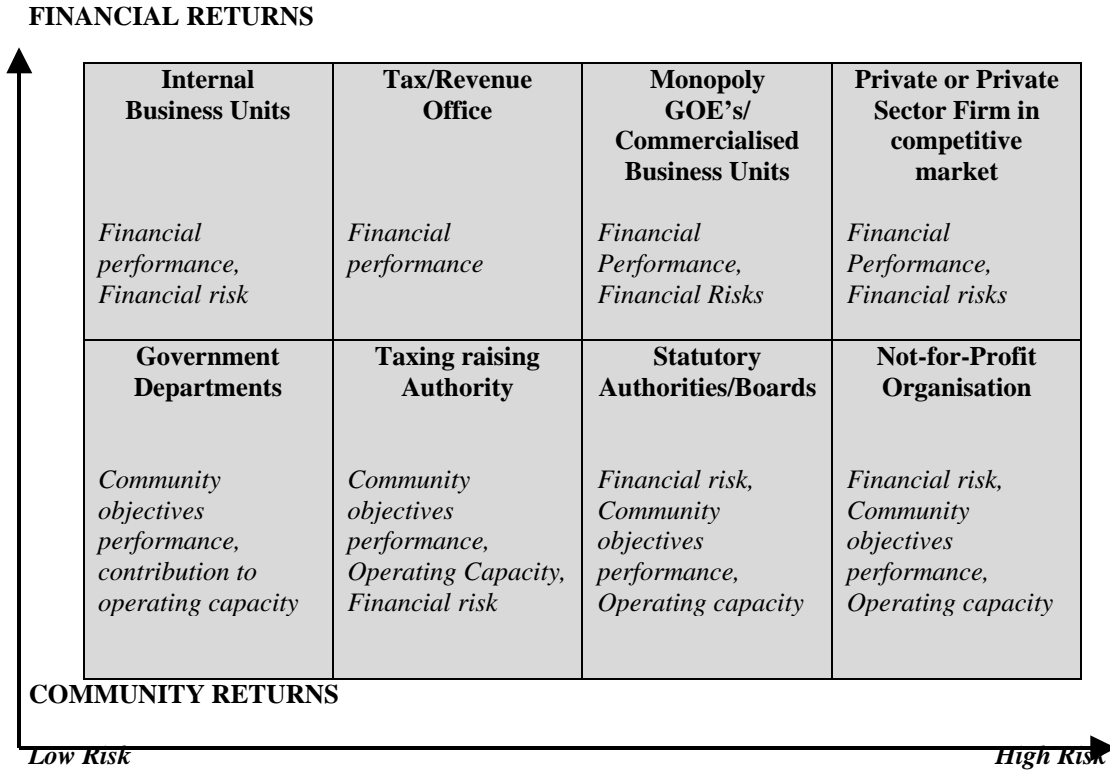 FINANCIAL RETURNS
Internal
Business Units
Financial
performance,
Financial risk
Tax/Revenue
Office
Financial
performance
Monopoly
GOE’s/
Commercialised
Business Units
Financial
Performance,
Financial Risks
Private or Private
Sector Firm in
competitive
market
Financial
Performance,
Financial risks
Government
Departments
Community
objectives
performance,
contribution to
operating capacity
Taxing raising
Authority
Community
objectives
performance,
Operating Capacity,
Financial risk
Statutory
Authorities/Boards
Financial risk,
Community
objectives
performance,
Operating capacity
Not-for-Profit
Organisation
Financial risk,
Community
objectives
performance,
Operating capacity
COMMUNITY RETURNS
Low Risk
High Risk